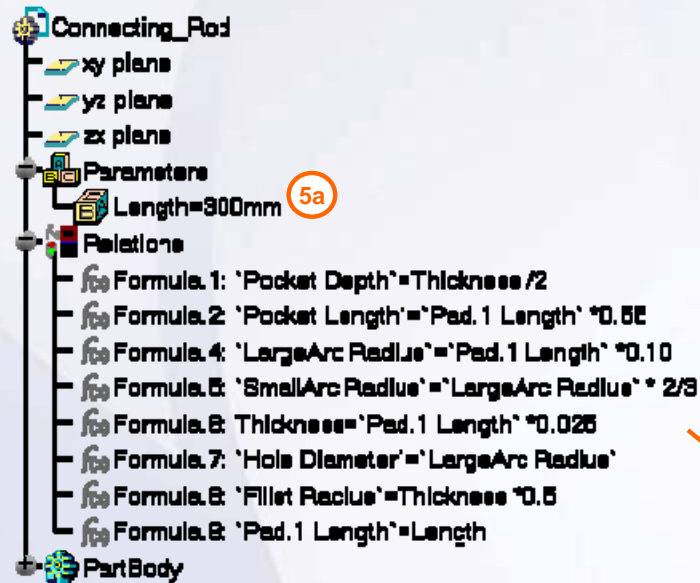 Connecting_Rod
xy plane
yz plane
zx plane
Parameters
Length=300mm 5a
Relations
Formula.1: `Pocket Depth`=Thickness /2
Formula.2: `Pocket Length`=`Pad.1 Length` *0.55
Formula.4: `LargeArc Radius`=`Pad.1 Length` *0.10
Formula.5: `SmallArc Radius`=`LargeArc Radius` * 2/3
Formula.6: Thickness=`Pad.1 Length` *0.025
Formula.7: `Hole Diameter`=`LargeArc Radius`
Formula.8: `Fillet Radius`=Thickness *0.5
Formula.9: `Pad.1 Length`=Length
PartBody